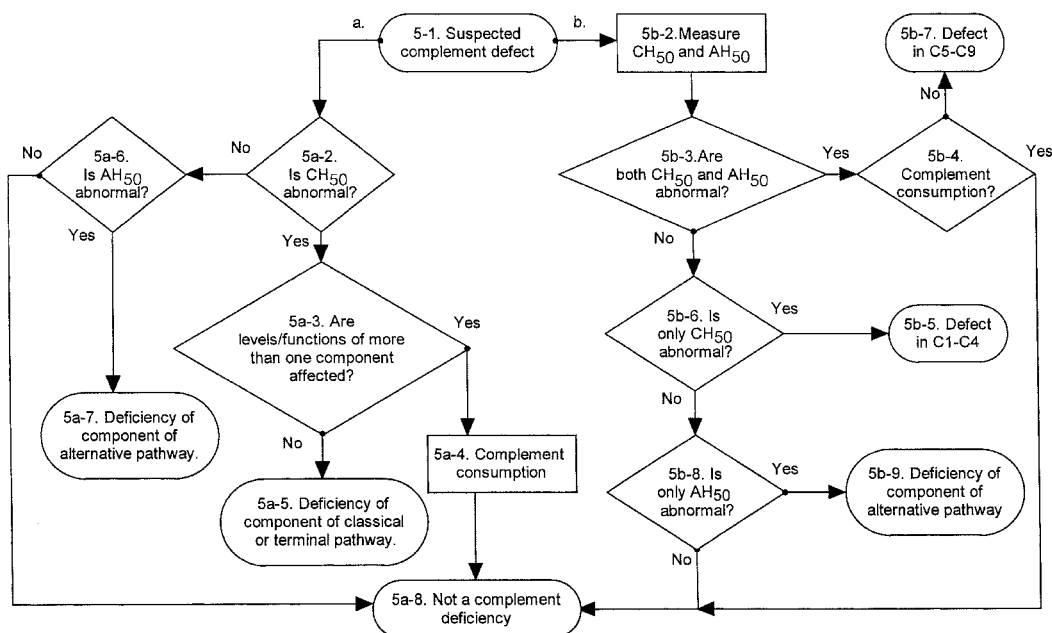 a.
5-1. Suspected
complement defect
b.
5b-2.Measure
CH50 and AH50
5b-7. Defect
in C5-C9
No
No
5a-6.
Is AH50
abnormal?
No
5a-2.
Is CH50
abnormal?
5b-3.Are
both CH50 and AH50
abnormal?
Yes
5b-4.
Complement
consumption?
Yes
Yes
Yes
No
5a-3. Are
levels/functions of more
than one component
affected?
Yes
5b-6. Is
only CH50
abnormal?
Yes
5b-5. Defect
in C1-C4
5a-7. Deficiency of
component of
alternative pathway.
No
No
5a-4. Complement
consumption
5b-8. Is
only AH50
abnormal?
Yes
5b-9. Deficiency of
component of
alternative pathway
5a-5. Deficiency of
component of classical
or terminal pathway.
No
5a-8. Not a complement
deficiency